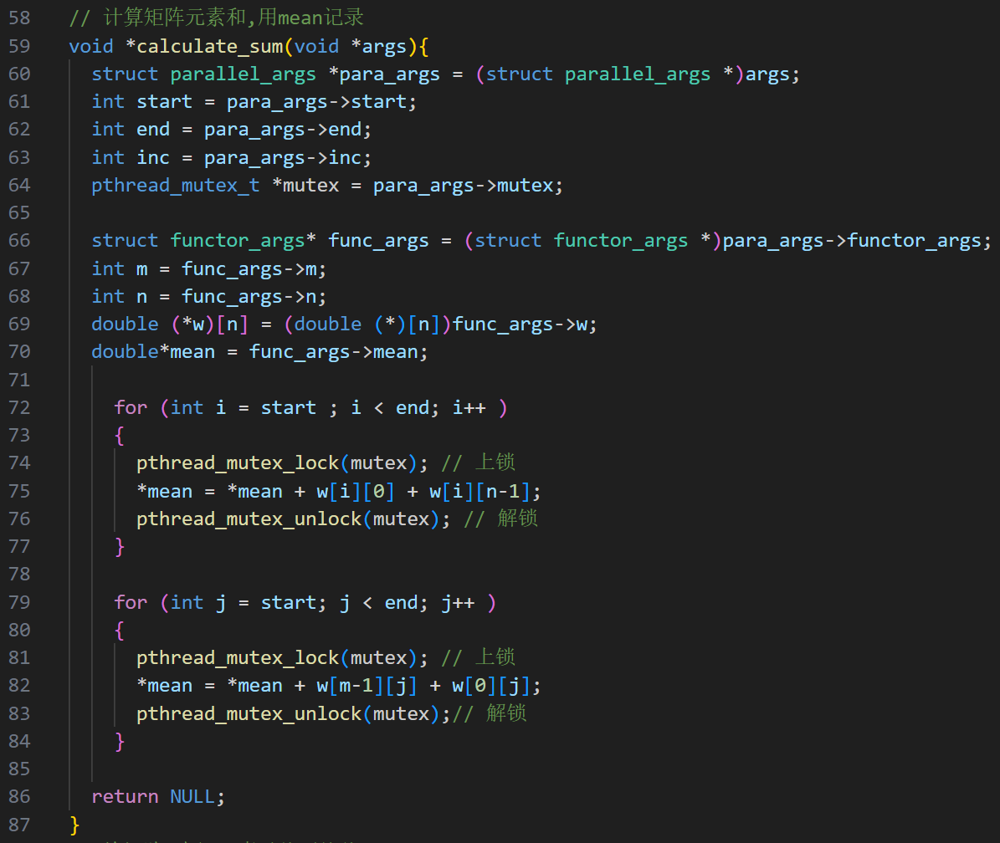 58 // 计算矩阵元素和,用mean记录
59 void *calculate_sum(void *args){
60 struct parallel_args *para_args = (struct parallel_args *)args;
61 int start = para_args->start;
62 int end = para_args->end;
63 int inc = para_args->inc;
64 pthread_mutex_t *mutex = para_args->mutex;
65
66 struct functor_args* func_args = (struct functor_args *)para_args->functor_args;
67 int m = func_args->m;
68 int n = func_args->n;
69 double (*w)[n] = (double (*)[n])func_args->w;
70 double*mean = func_args->mean;
71
72 for (int i = start ; i < end; i++ )
73 {
74 pthread_mutex_lock(mutex); // 上锁
75 *mean = *mean + w[i][0] + w[i][n-1];
76 pthread_mutex_unlock(mutex); // 解锁
77 }
78
79 for (int j = start; j < end; j++ )
80 {
81 pthread_mutex_lock(mutex); // 上锁
82 *mean = *mean + w[m-1][j] + w[0][j];
83 pthread_mutex_unlock(mutex);// 解锁
84 }
85
86 return NULL;
87 }